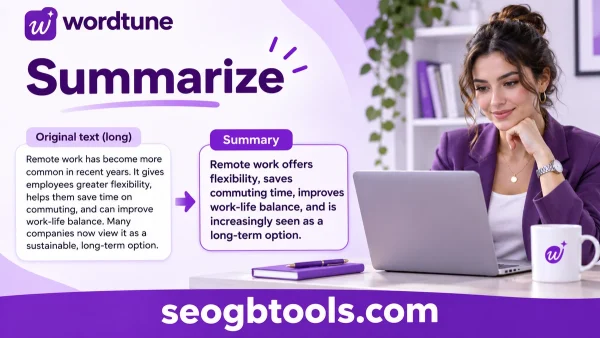 wordtune
Summarize
Original text (long)
Remote work has become more
common in recent years. It gives
employees greater flexibility,
helps them save time on
commuting, and can improve
work-life balance. Many
companies now view it as a
sustainable, long-term option.
Summary
Remote work offers
flexibility, saves
commuting time, improves
work-life balance, and is
increasingly seen as a
long-term option.
w
w
seogbtools.com